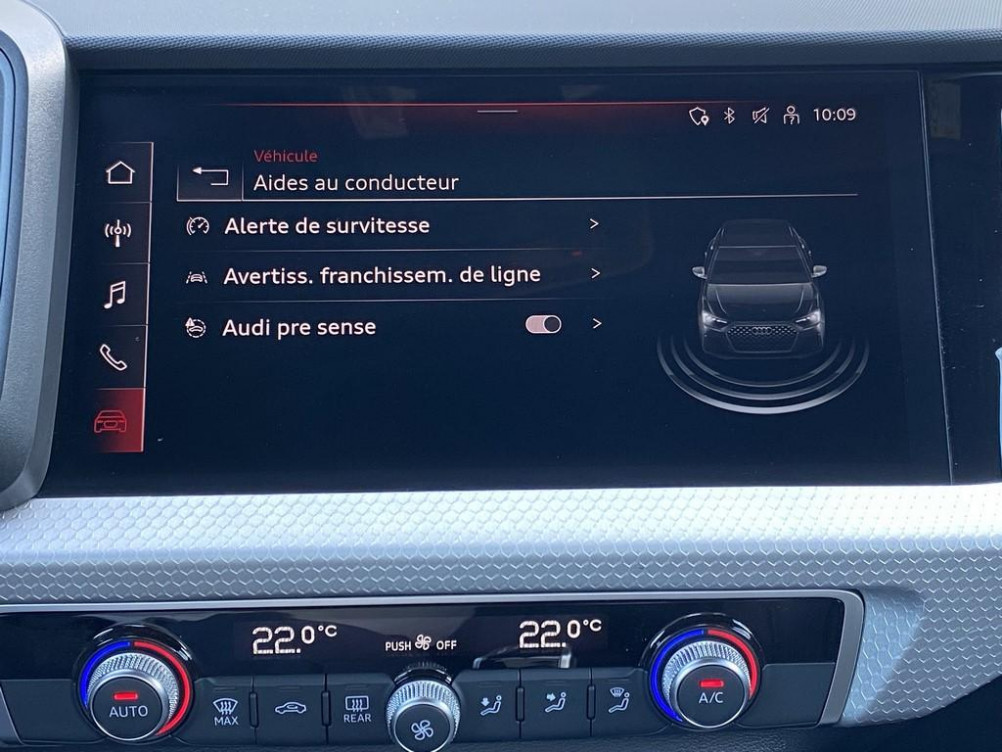 10:09
Véhicule
Aides au conducteur
Alerte de survitesse >
Avertiss. franchissem. de ligne >
Audi pre sense >
22.0°C
PUSH OFF
22.0°C
AUTO
MAX
REAR
A/C